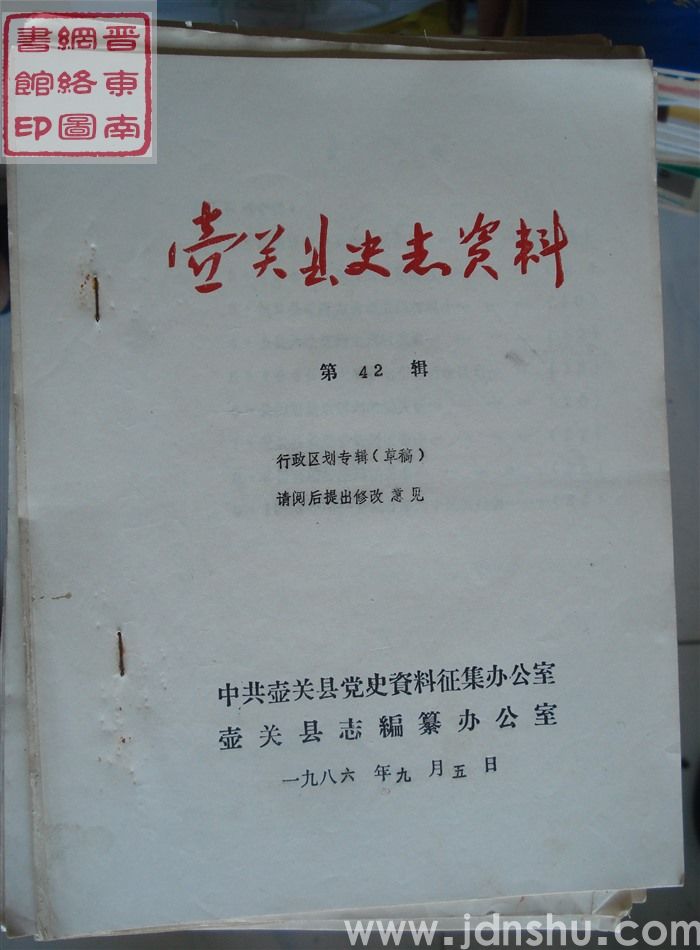 晋东南
網络圖
書館印
壶关县史志资料
第 42 辑
行政区划专辑(草稿)
请阅后提出修改意见
中共壶关县党史資料征集办公室
壶关县志編纂办公室
一九八六年九月五日
www.jdnshu.com